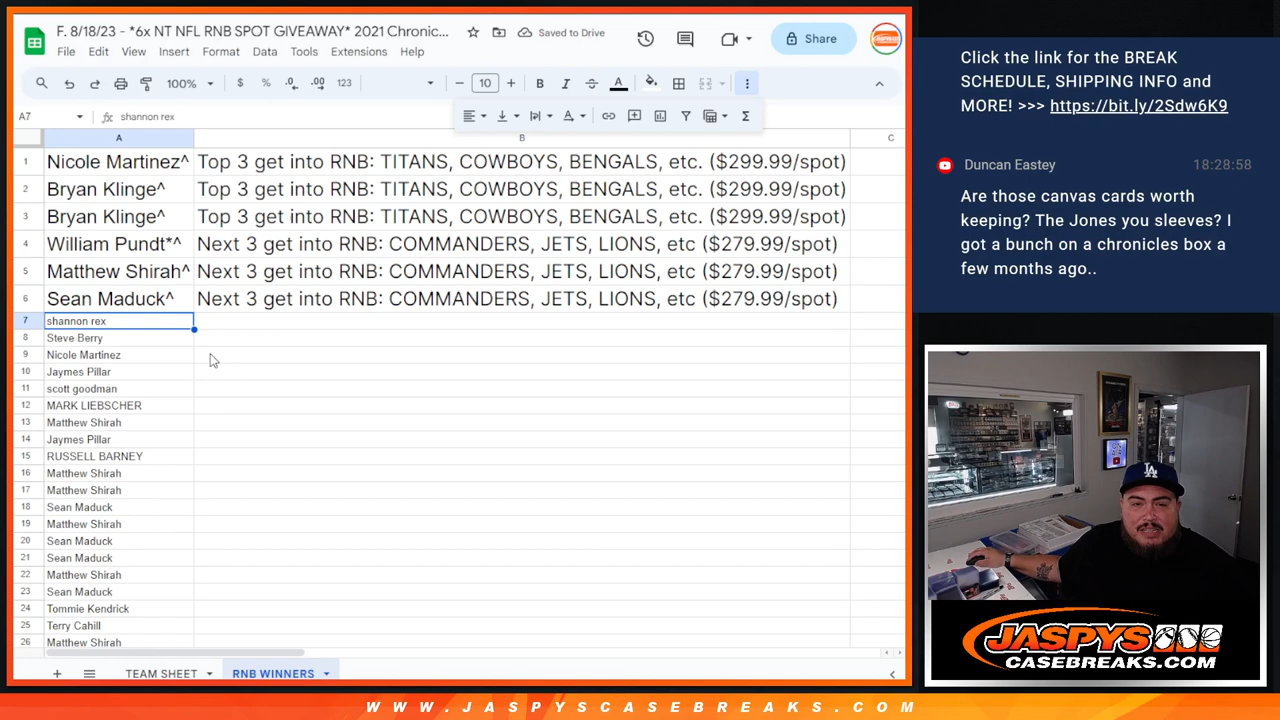 F. 8/18/23 - *6x NT NFL RNB SPOT GIVEAWAY* 2021 Chronic...
Saved to Drive
Share
File Edit View Insert Format Data Tools Extensions Help
100% $ % .0 .00 123 10 B I A
A7 fx shannon rex
A B C
1 Nicole Martinez^ Top 3 get into RNB: TITANS, COWBOYS, BENGALS, etc. ($299.99/spot)
2 Bryan Klinge^ Top 3 get into RNB: TITANS, COWBOYS, BENGALS, etc. ($299.99/spot)
3 Bryan Klinge^ Top 3 get into RNB: TITANS, COWBOYS, BENGALS, etc. ($299.99/spot)
4 William Pundt*^ Next 3 get into RNB: COMMANDERS, JETS, LIONS, etc ($279.99/spot)
5 Matthew Shirah^ Next 3 get into RNB: COMMANDERS, JETS, LIONS, etc ($279.99/spot)
6 Sean Maduck^ Next 3 get into RNB: COMMANDERS, JETS, LIONS, etc ($279.99/spot)
7 shannon rex
8 Steve Berry
9 Nicole Martinez
10 Jaymes Pillar
11 scott goodman
12 MARK LIEBSCHER
13 Matthew Shirah
14 Jaymes Pillar
15 RUSSELL BARNEY
16 Matthew Shirah
17 Matthew Shirah
18 Sean Maduck
19 Matthew Shirah
20 Sean Maduck
21 Sean Maduck
22 Matthew Shirah
23 Sean Maduck
24 Tommie Kendrick
25 Terry Cahill
26 Matthew Shirah
TEAM SHEET RNB WINNERS
Click the link for the BREAK
SCHEDULE, SHIPPING INFO and
MORE! >>> https://bit.ly/2Sdw6K9
Duncan Eastey 18:28:58
Are those canvas cards worth
keeping? The Jones you sleeves? I
got a bunch on a chronicles box a
few months ago..
LA
JASPYS
CASEBREAKS.COM
WWW.JASPYSCASEBREAKS.COM